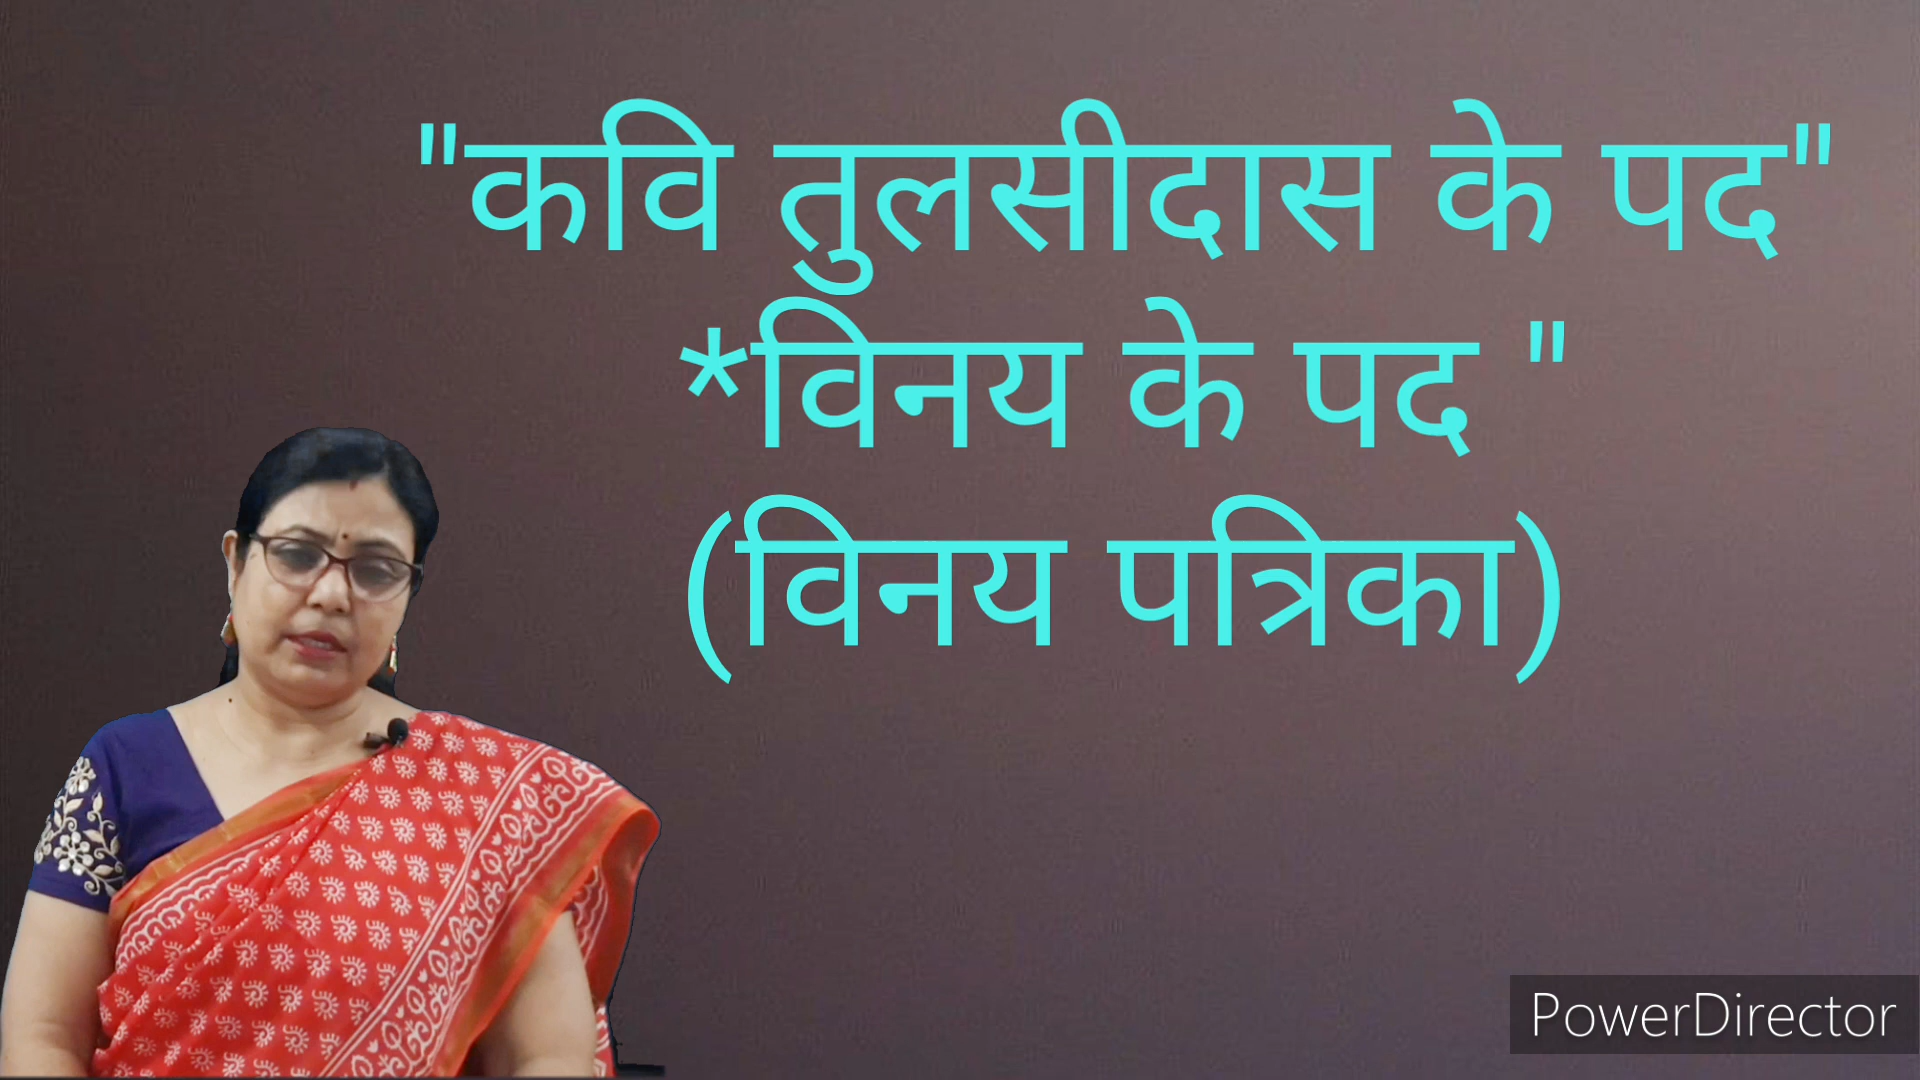 "कवि तुलसीदास के पद"
*विनय के पद "
(विनय पत्रिका)
PowerDirector